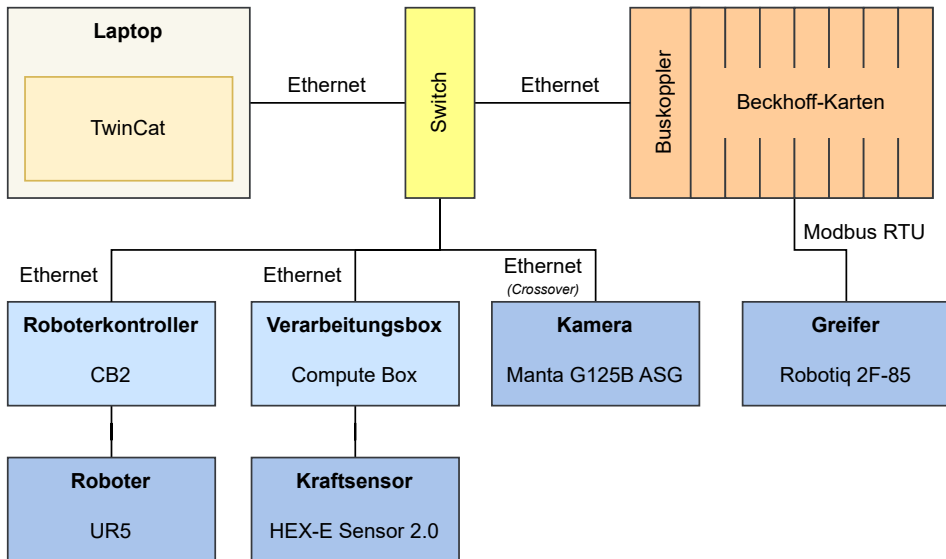 Laptop
TwinCat
Ethernet
Switch
Ethernet
Buskoppler
Beckhoff-Karten
Modbus RTU
Ethernet
Ethernet
Ethernet
(Crossover)
Roboterkontroller
CB2
Verarbeitungsbox
Compute Box
Kamera
Manta G125B ASG
Greifer
Robotiq 2F-85
Roboter
UR5
Kraftsensor
HEX-E Sensor 2.0